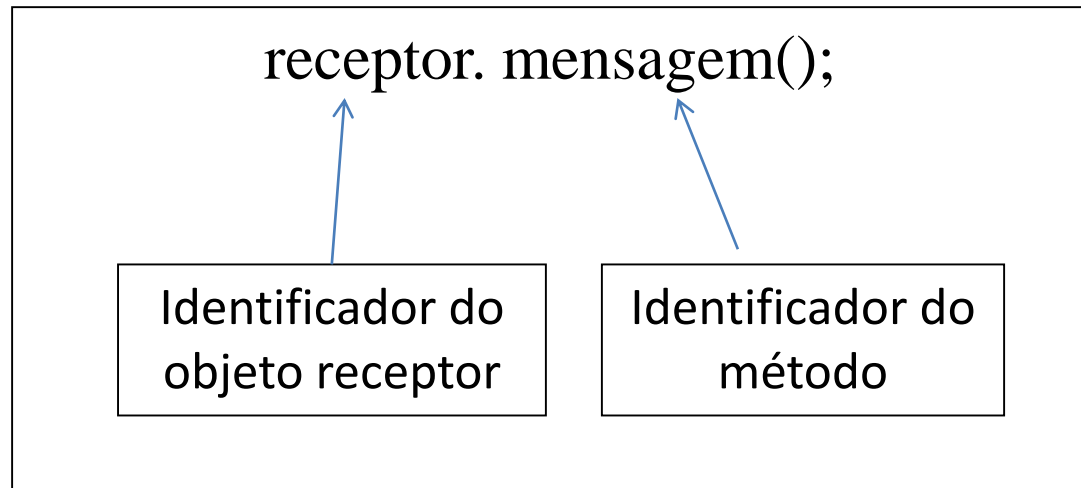 receptor. mensagem();
Identificador do
objeto receptor
Identificador do
método